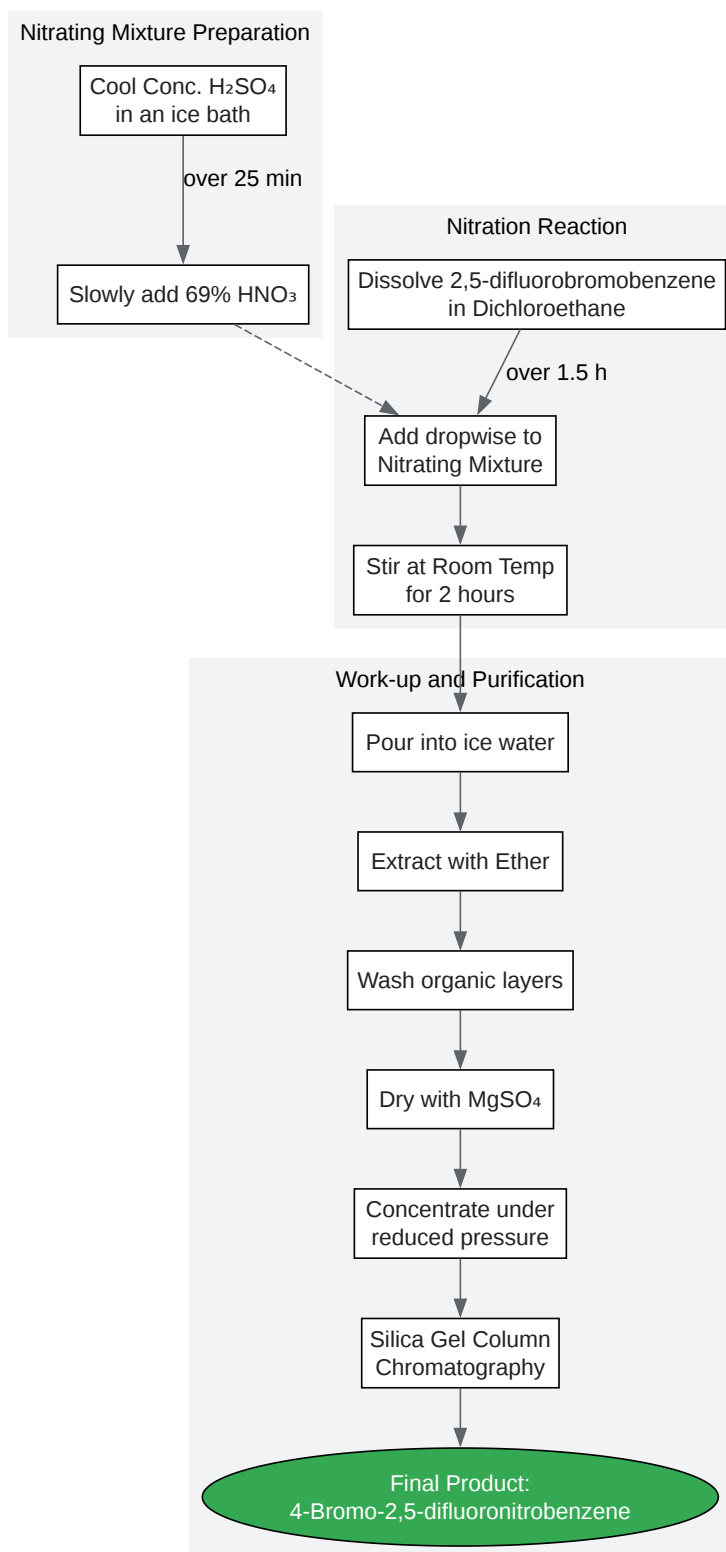 Nitrating Mixture Preparation
Cool Conc. H₂SO₄
in an ice bath
over 25 min
Slowly add 69% HNO₃
Nitration Reaction
Dissolve 2,5-difluorobromobenzene
in Dichloroethane
over 1.5 h
Add dropwise to
Nitrating Mixture
Stir at Room Temp
for 2 hours
Work-up and Purification
Pour into ice water
Extract with Ether
Wash organic layers
Dry with MgSO₄
Concentrate under
reduced pressure
Silica Gel Column
Chromatography
Final Product:
4-Bromo-2,5-difluoronitrobenzene